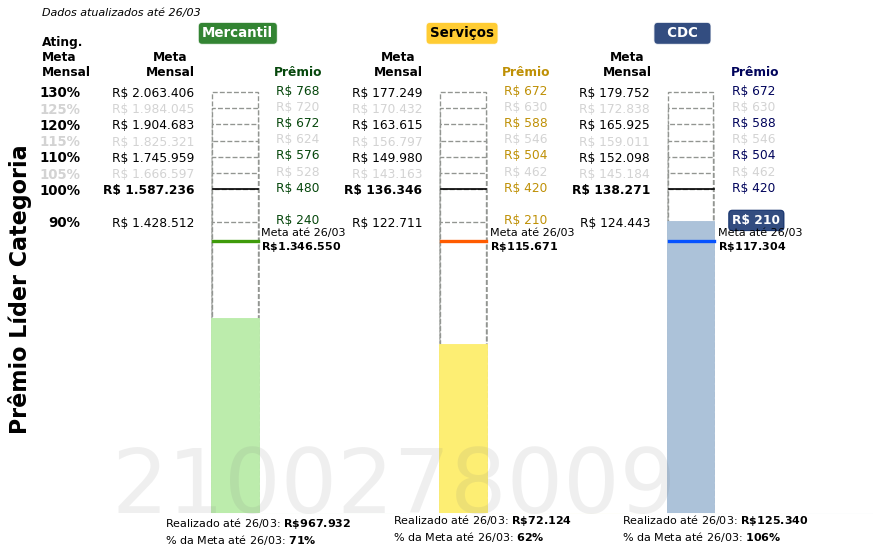 Dados atualizados até 26/03
Mercantil Serviços CDC
Ating. Meta Mensal Meta Mensal Prêmio Meta Mensal Prêmio Meta Mensal Prêmio
130% R$ 2.063.406 R$ 768 R$ 177.249 R$ 672 R$ 179.752 R$ 672
125% R$ 1.984.045 R$ 720 R$ 170.432 R$ 630 R$ 172.838 R$ 630
120% R$ 1.904.683 R$ 672 R$ 163.615 R$ 588 R$ 165.925 R$ 588
115% R$ 1.825.321 R$ 624 R$ 156.797 R$ 546 R$ 159.011 R$ 546
110% R$ 1.745.959 R$ 576 R$ 149.980 R$ 504 R$ 152.098 R$ 504
105% R$ 1.666.597 R$ 528 R$ 143.163 R$ 462 R$ 145.184 R$ 462
100% R$ 1.587.236 R$ 480 R$ 136.346 R$ 420 R$ 138.271 R$ 420
90% R$ 1.428.512 R$ 240 R$ 122.711 R$ 210 R$ 124.443 R$ 210
Meta até 26/03 Meta até 26/03 Meta até 26/03
R$1.346.550 R$115.671 R$117.304
Prêmio Líder Categoria
2100278009
Realizado até 26/03: R$967.932 Realizado até 26/03: R$72.124 Realizado até 26/03: R$125.340
% da Meta até 26/03: 71% % da Meta até 26/03: 62% % da Meta até 26/03: 106%